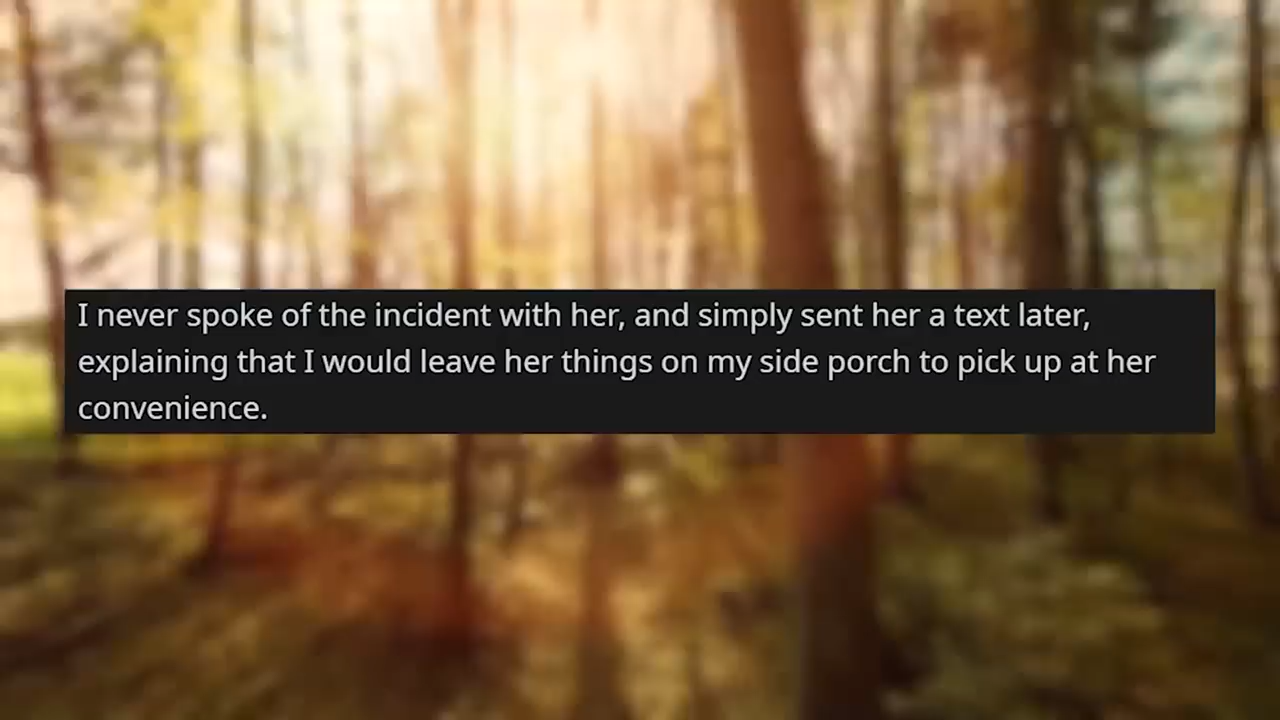 I never spoke of the incident with her, and simply sent her a text later,
explaining that I would leave her things on my side porch to pick up at her
convenience.